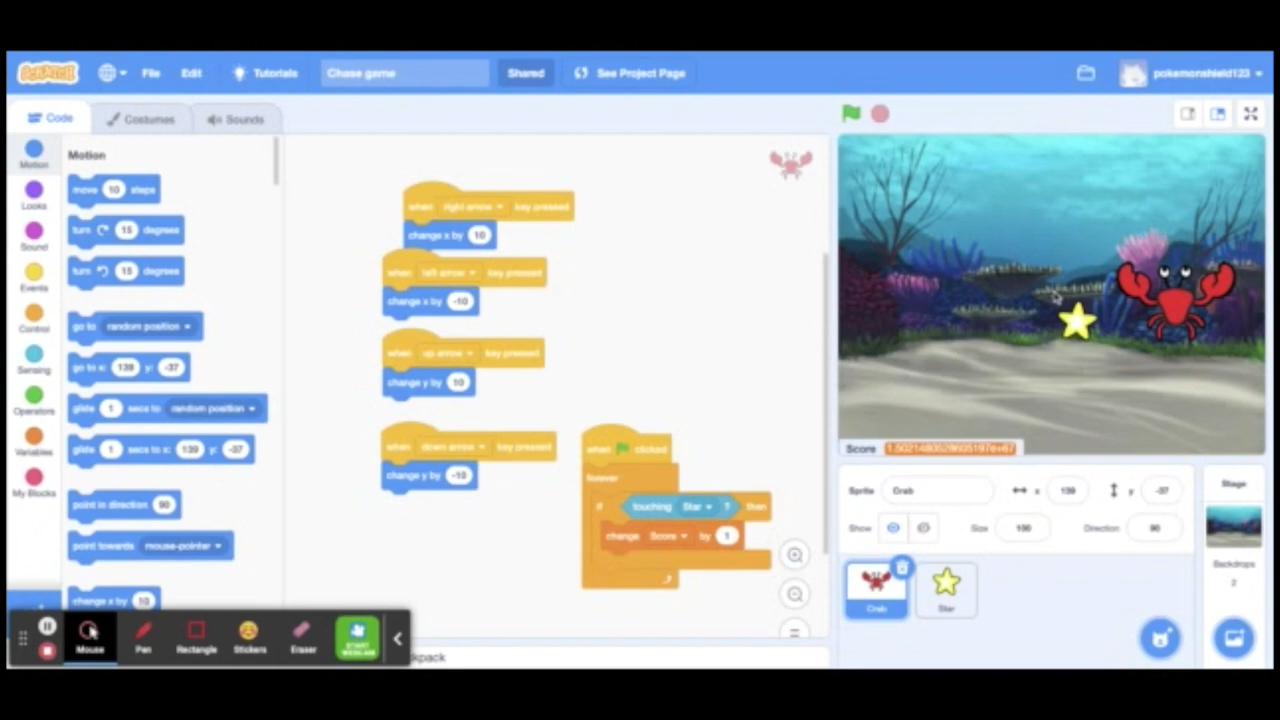 SCRATCH File Edit Tutorials Chase game Shared See Project Page pokemonshield123
Code Costumes Sounds
Motion
Looks
Sound
Events
Control
Sensing
Operators
Variables
My Blocks
Motion
move 10 steps
turn 15 degrees
turn 15 degrees
go to random position
go to x: 139 y: -37
glide 1 secs to random position
glide 1 secs to x: 139 y: -37
point in direction 90
point towards mouse-pointer
change x by 10
when right arrow key pressed
change x by 10
when left arrow key pressed
change x by -10
when up arrow key pressed
change y by 10
when down arrow key pressed
change y by -10
when clicked
forever
if touching Star ? then
change Score by 1
Score
Sprite Crab x 139 y -37
Show Size 100 Direction 90
Crab
Star
Stage
Backdrops
2
Mouse Pen Rectangle Stickers Eraser START WEBCAM
kpack